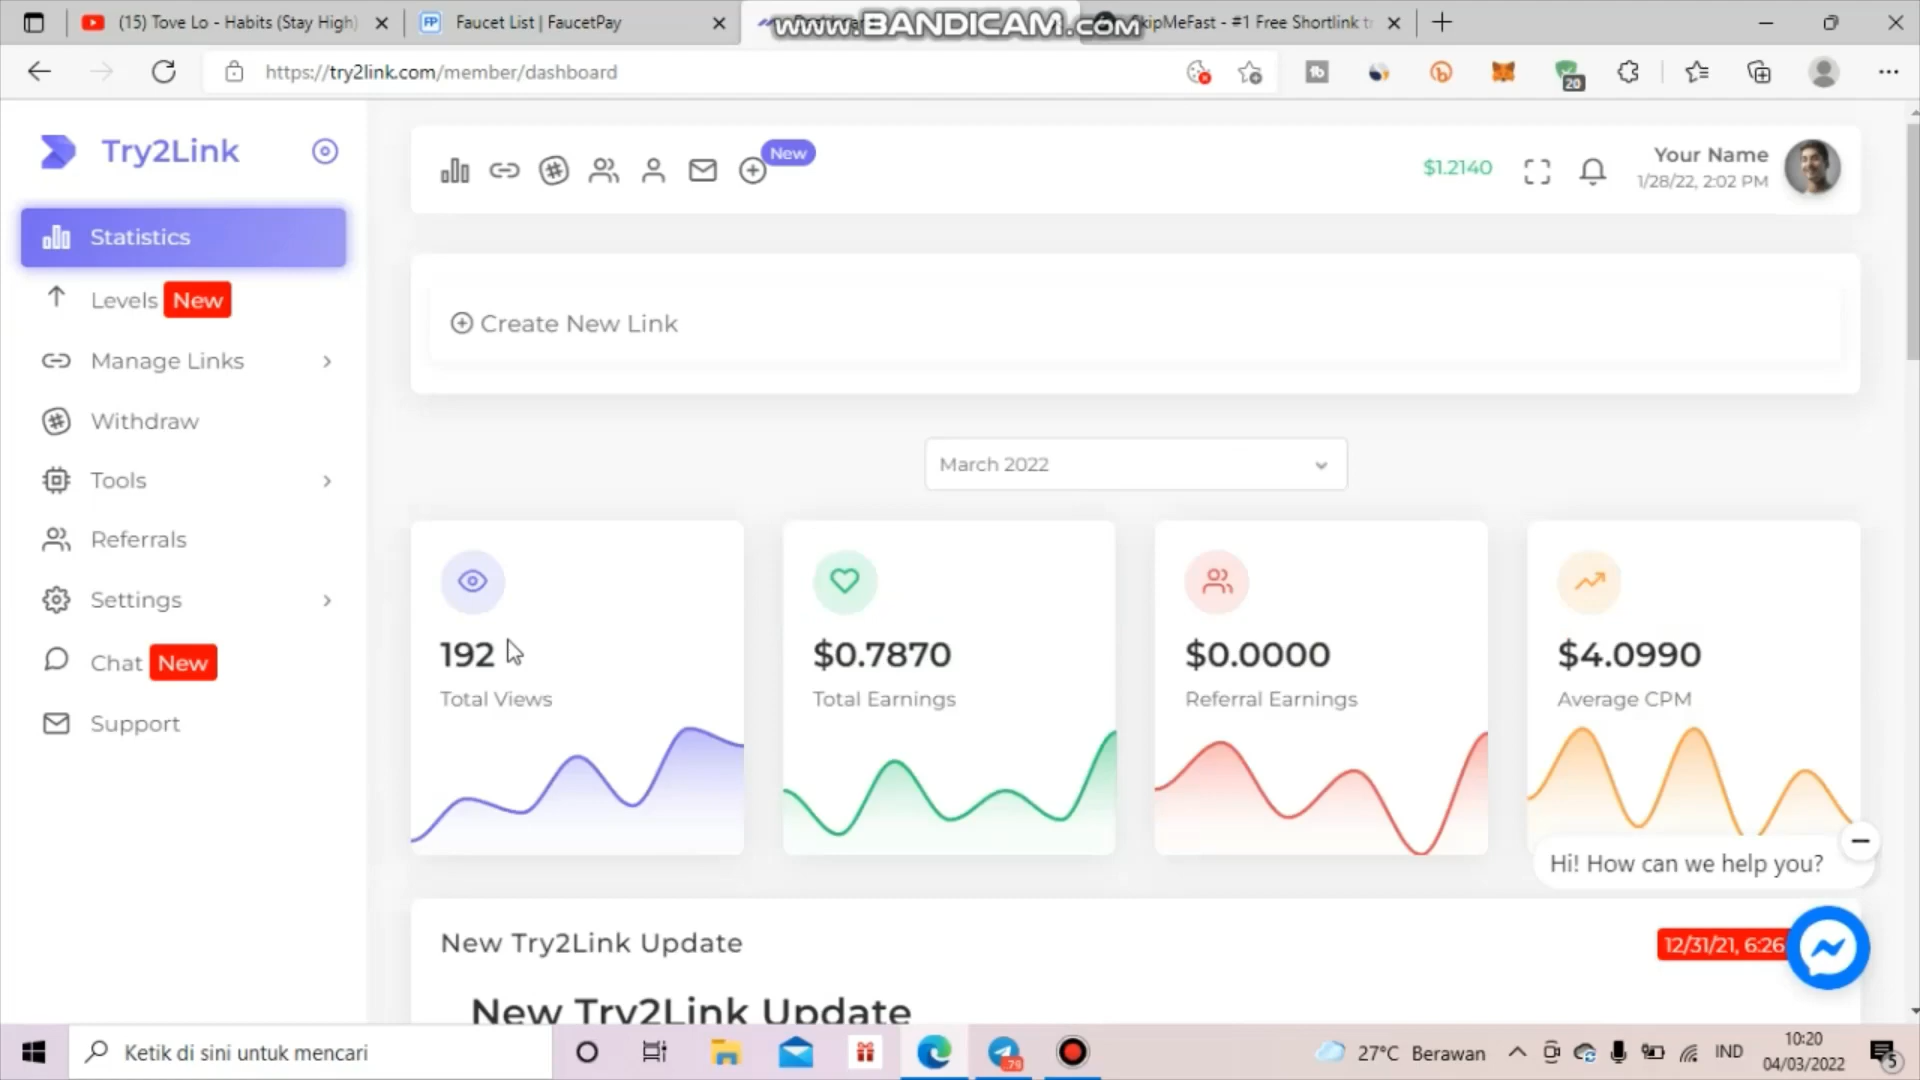 (15) Tove Lo - Habits (Stay High)
Faucet List | FaucetPay
www.BANDICAM.com
SkipMeFast - #1 Free Shortlink t
https://try2link.com/member/dashboard
20
Try2Link
New
$1.2140
Your Name
1/28/22, 2:02 PM
Statistics
Levels New
Manage Links
Withdraw
Tools
Referrals
Settings
Chat New
Support
Create New Link
March 2022
192
Total Views
$0.7870
Total Earnings
$0.0000
Referral Earnings
$4.0990
Average CPM
Hi! How can we help you?
New Try2Link Update
12/31/21, 6:26
New Try2Link Update
Ketik di sini untuk mencari
79
27°C Berawan
IND
10:20
04/03/2022
5